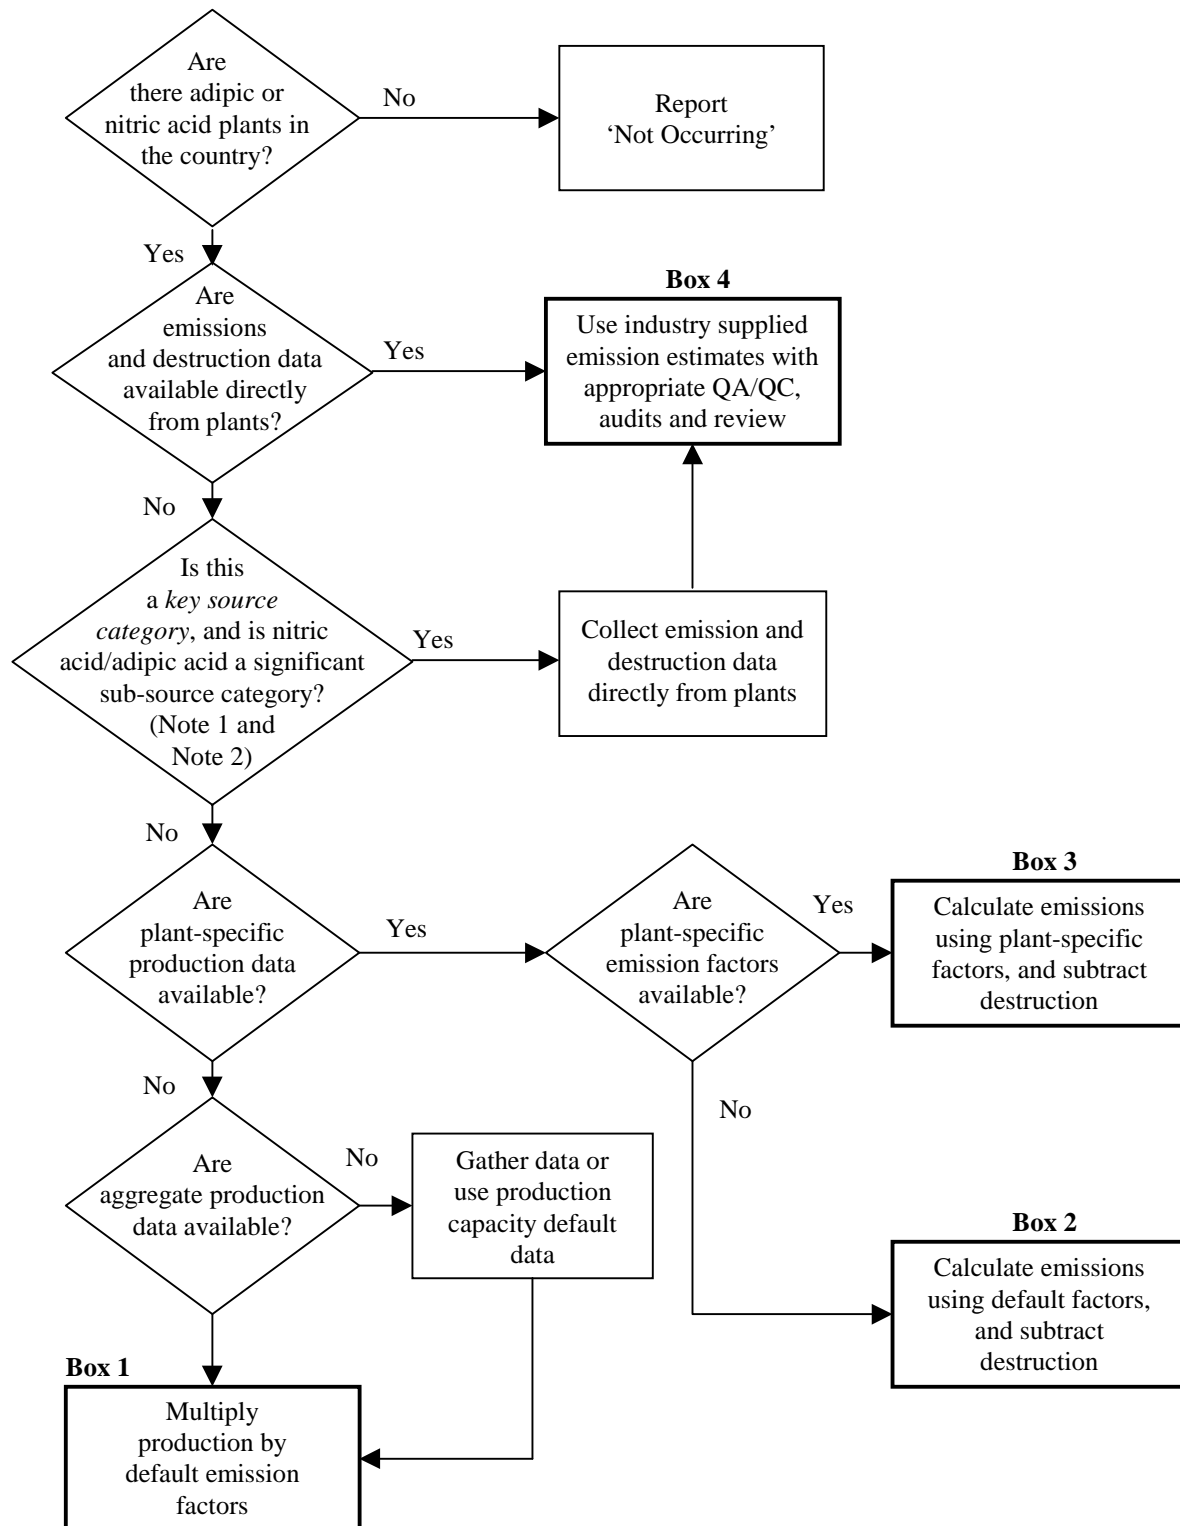 Are
there adipic or
nitric acid plants in
the country?
No
Report
‘Not Occurring’
Yes
Are
emissions
and destruction data
available directly
from plants?
Yes
Box 4
Use industry supplied
emission estimates with
appropriate QA/QC,
audits and review
No
Is this
a key source
category, and is nitric
acid/adipic acid a significant
sub-source category?
(Note 1 and
Note 2)
Yes
Collect emission and
destruction data
directly from plants
No
Are
plant-specific
production data
available?
Yes
Are
plant-specific
emission factors
available?
Yes
Box 3
Calculate emissions
using plant-specific
factors, and subtract
destruction
No
No
Are
aggregate production
data available?
No
Gather data or
use production
capacity default
data
Box 2
Calculate emissions
using default factors,
and subtract
destruction
Box 1
Multiply
production by
default emission
factors